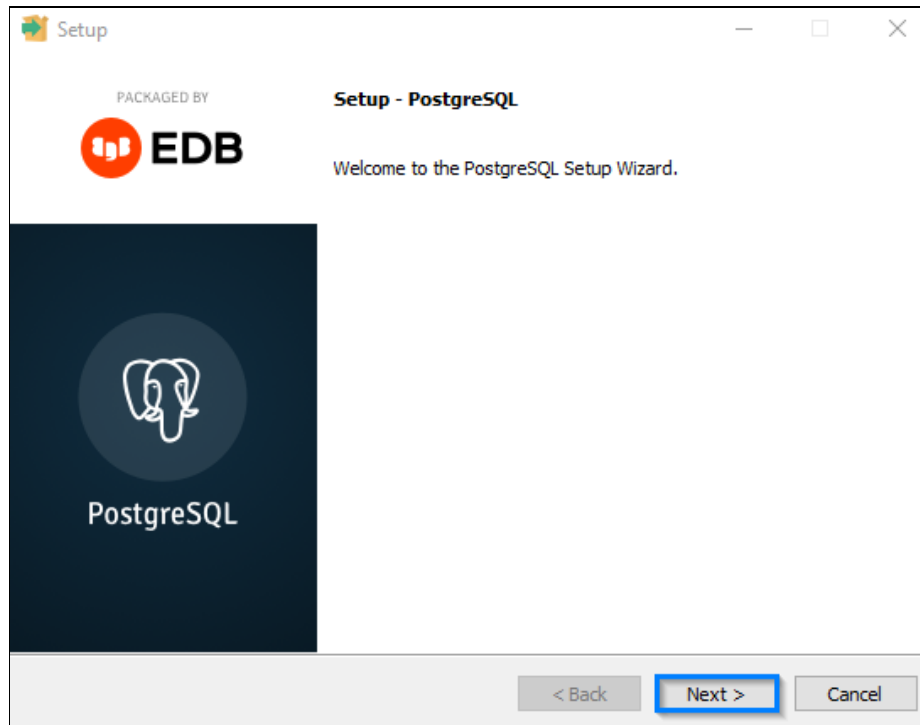 Setup
PACKAGED BY
EDB
Setup - PostgreSQL
Welcome to the PostgreSQL Setup Wizard.
PostgreSQL
< Back
Next >
Cancel